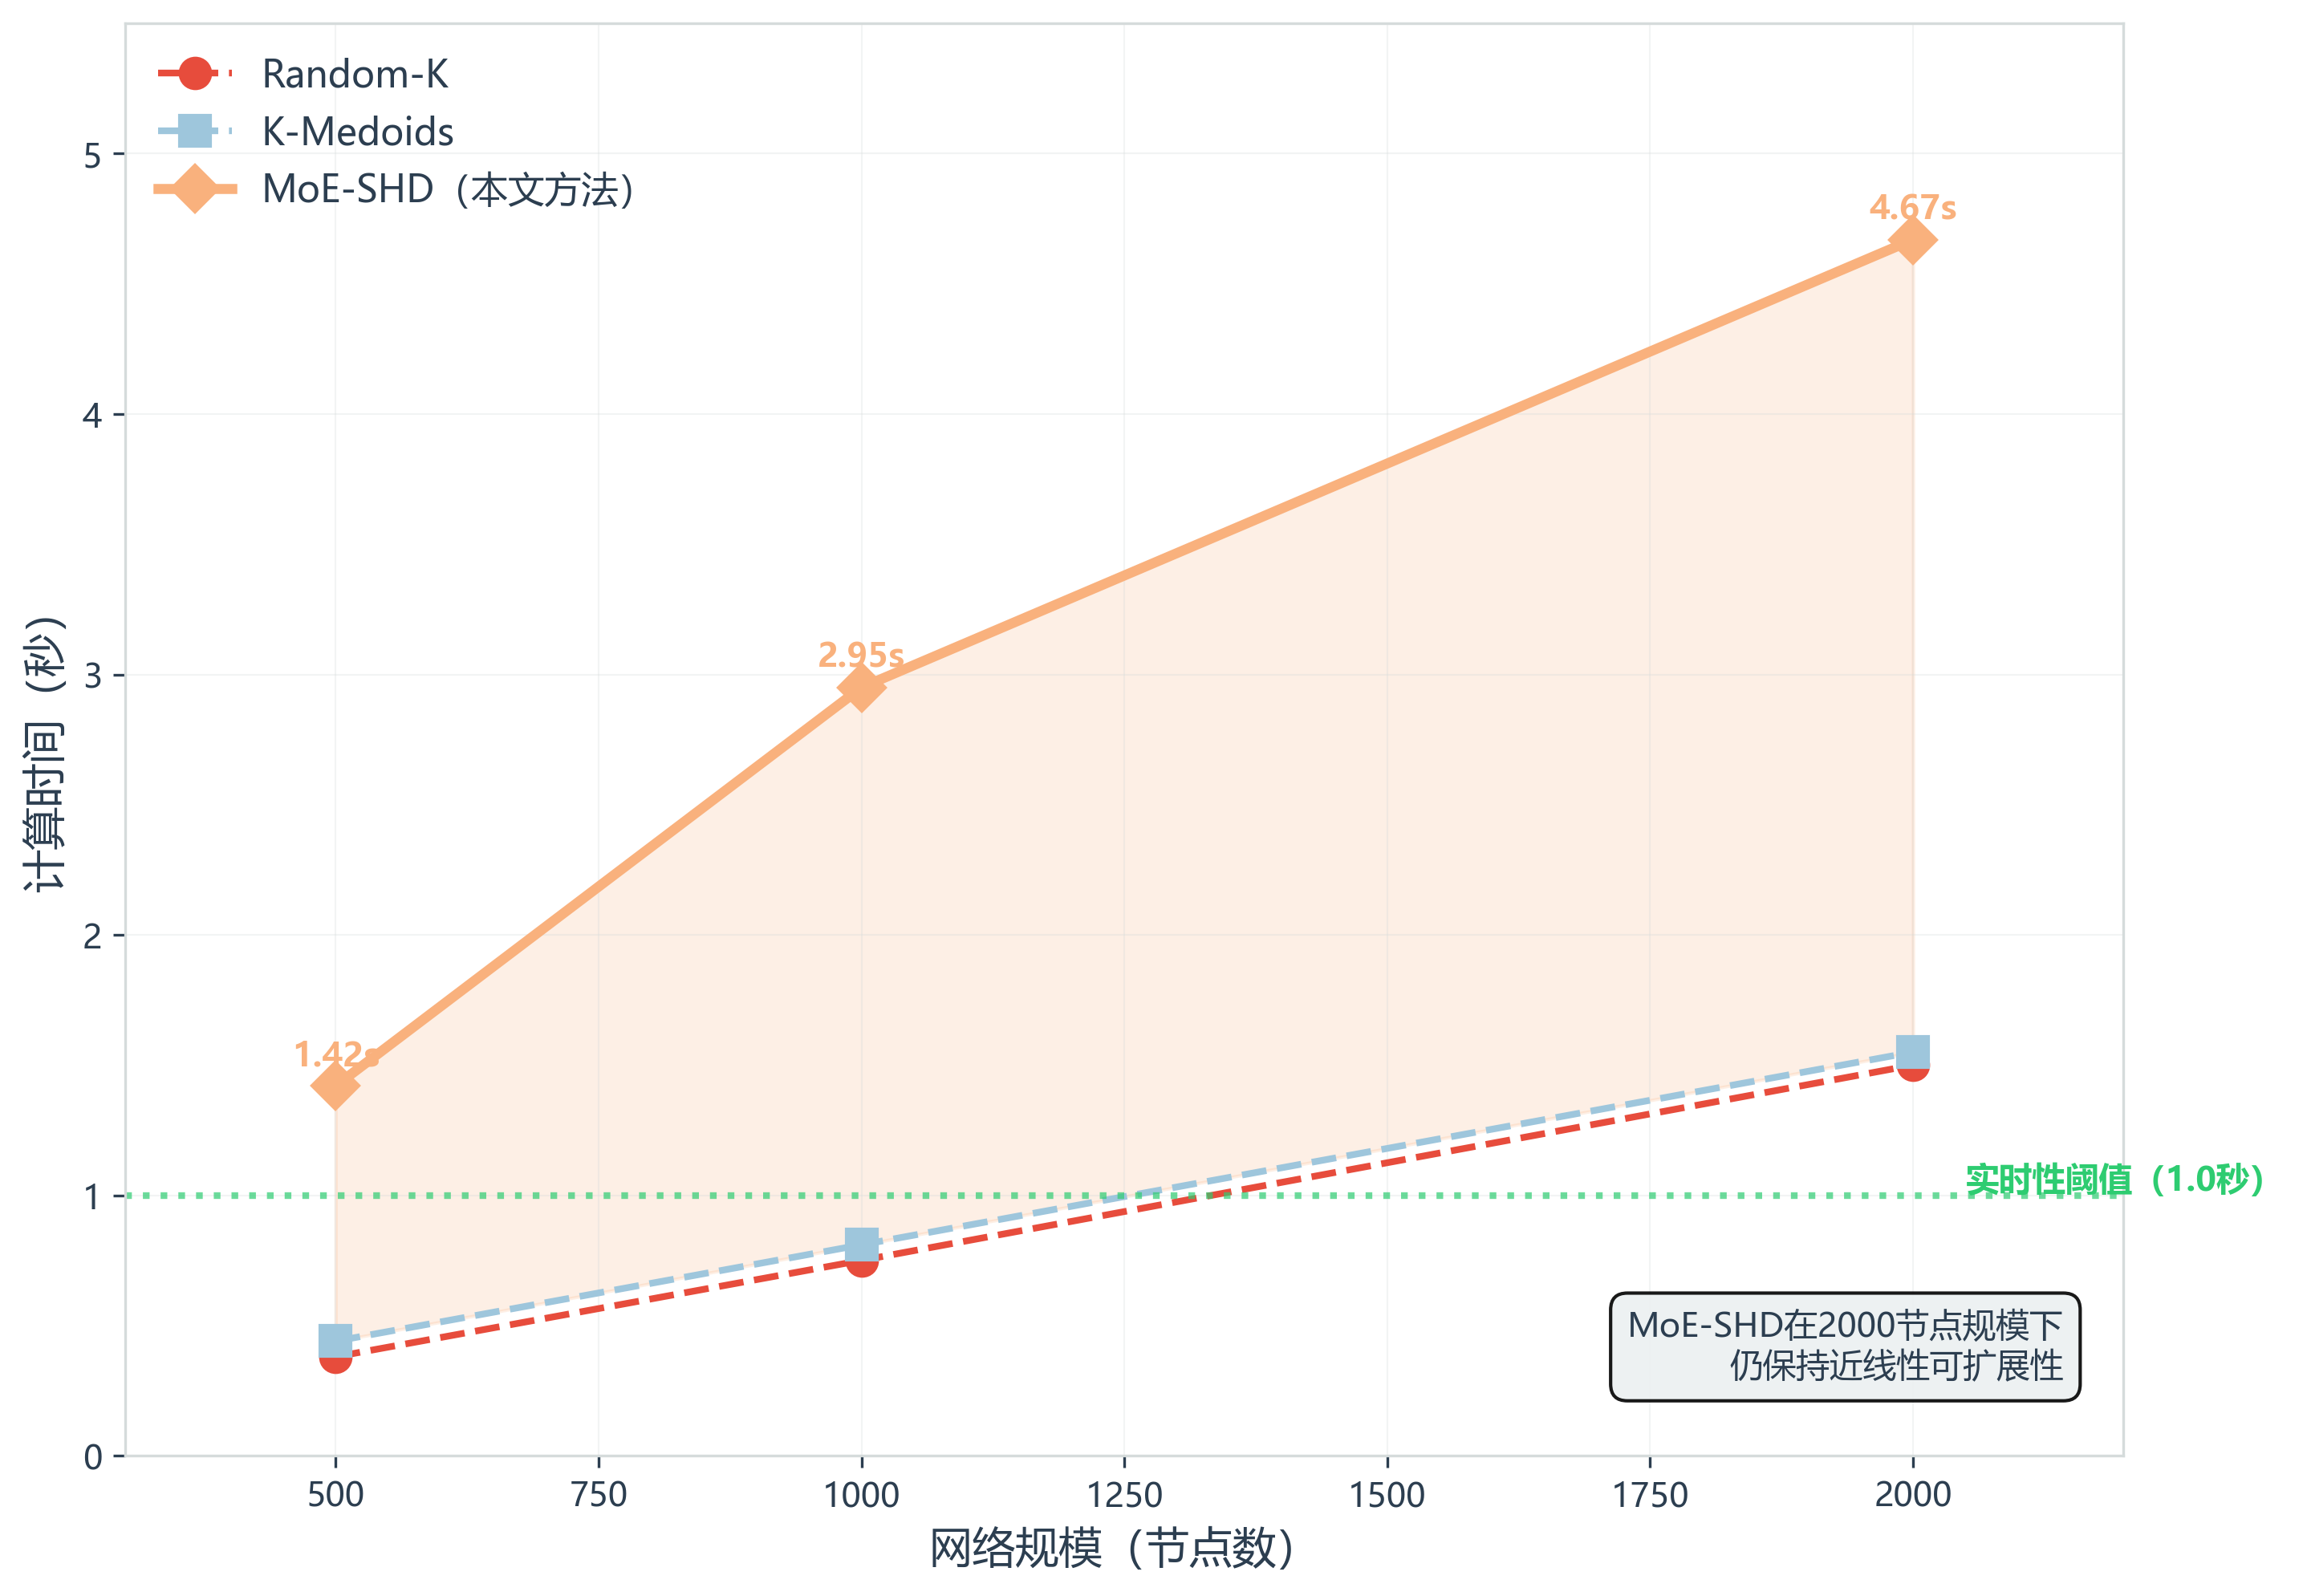 Random-K
K-Medoids
MoE-SHD（本文方法）
计算时间（秒）
5
4
3
2
1
0
4.67s
2.95s
1.42s
实时性阈值（1.0秒）
MoE-SHD在2000节点规模下
仍保持近线性可扩展性
500 750 1000 1250 1500 1750 2000
网络规模（节点数）